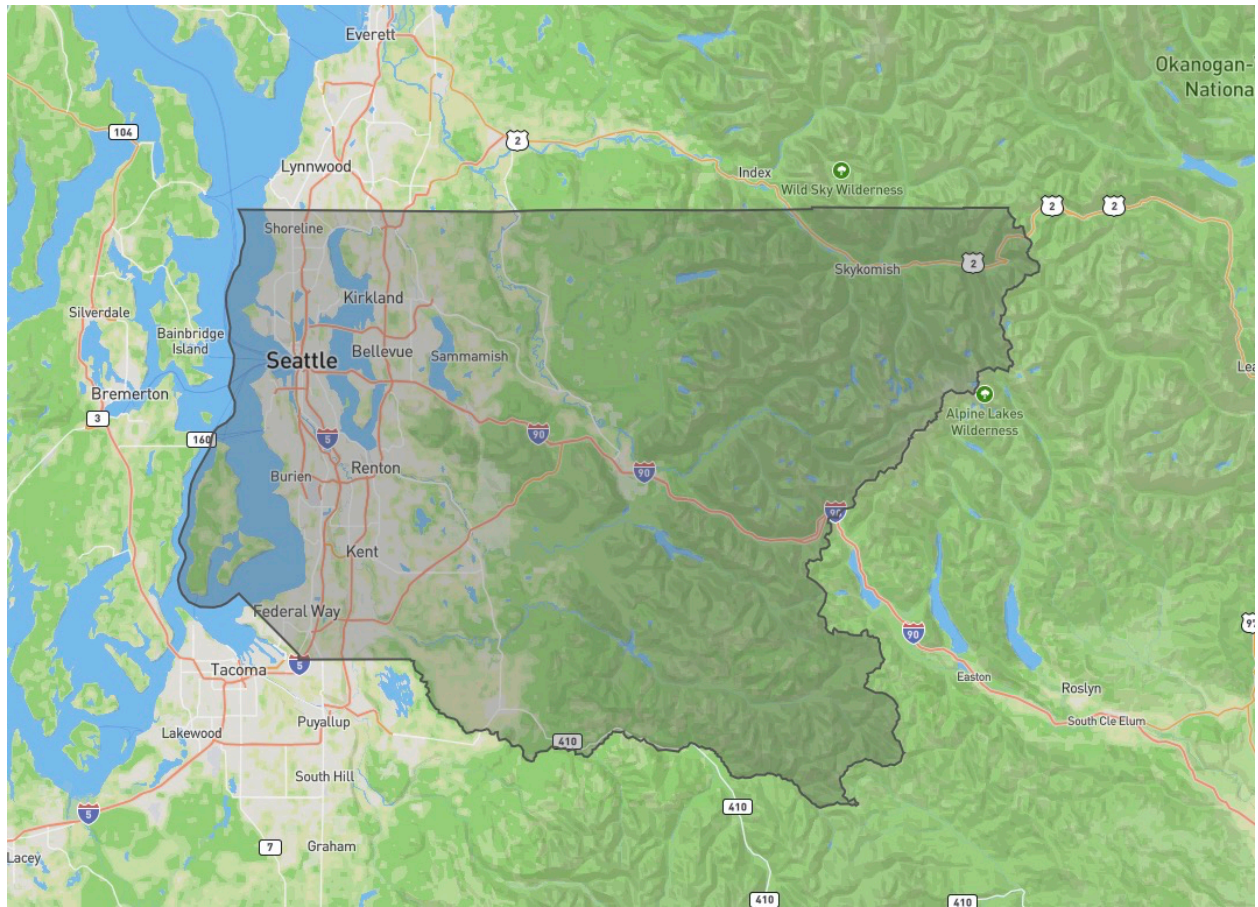 Everett
Okanogan-
Nationa
104
2
Lynnwood
Index
Wild Sky Wilderness
2
2
Shoreline
Skykomish
2
Silverdale
Kirkland
Bainbridge
Island
Seattle
Bellevue
Sammamish
Lea
Bremerton
Alpine Lakes
Wilderness
3
160
5
90
90
Renton
Burien
90
Kent
Federal Way
97
90
5
Tacoma
Easton
Roslyn
Puyallup
South Cle Elum
Lakewood
410
South Hill
5
410
7
Graham
Lacey
410
410